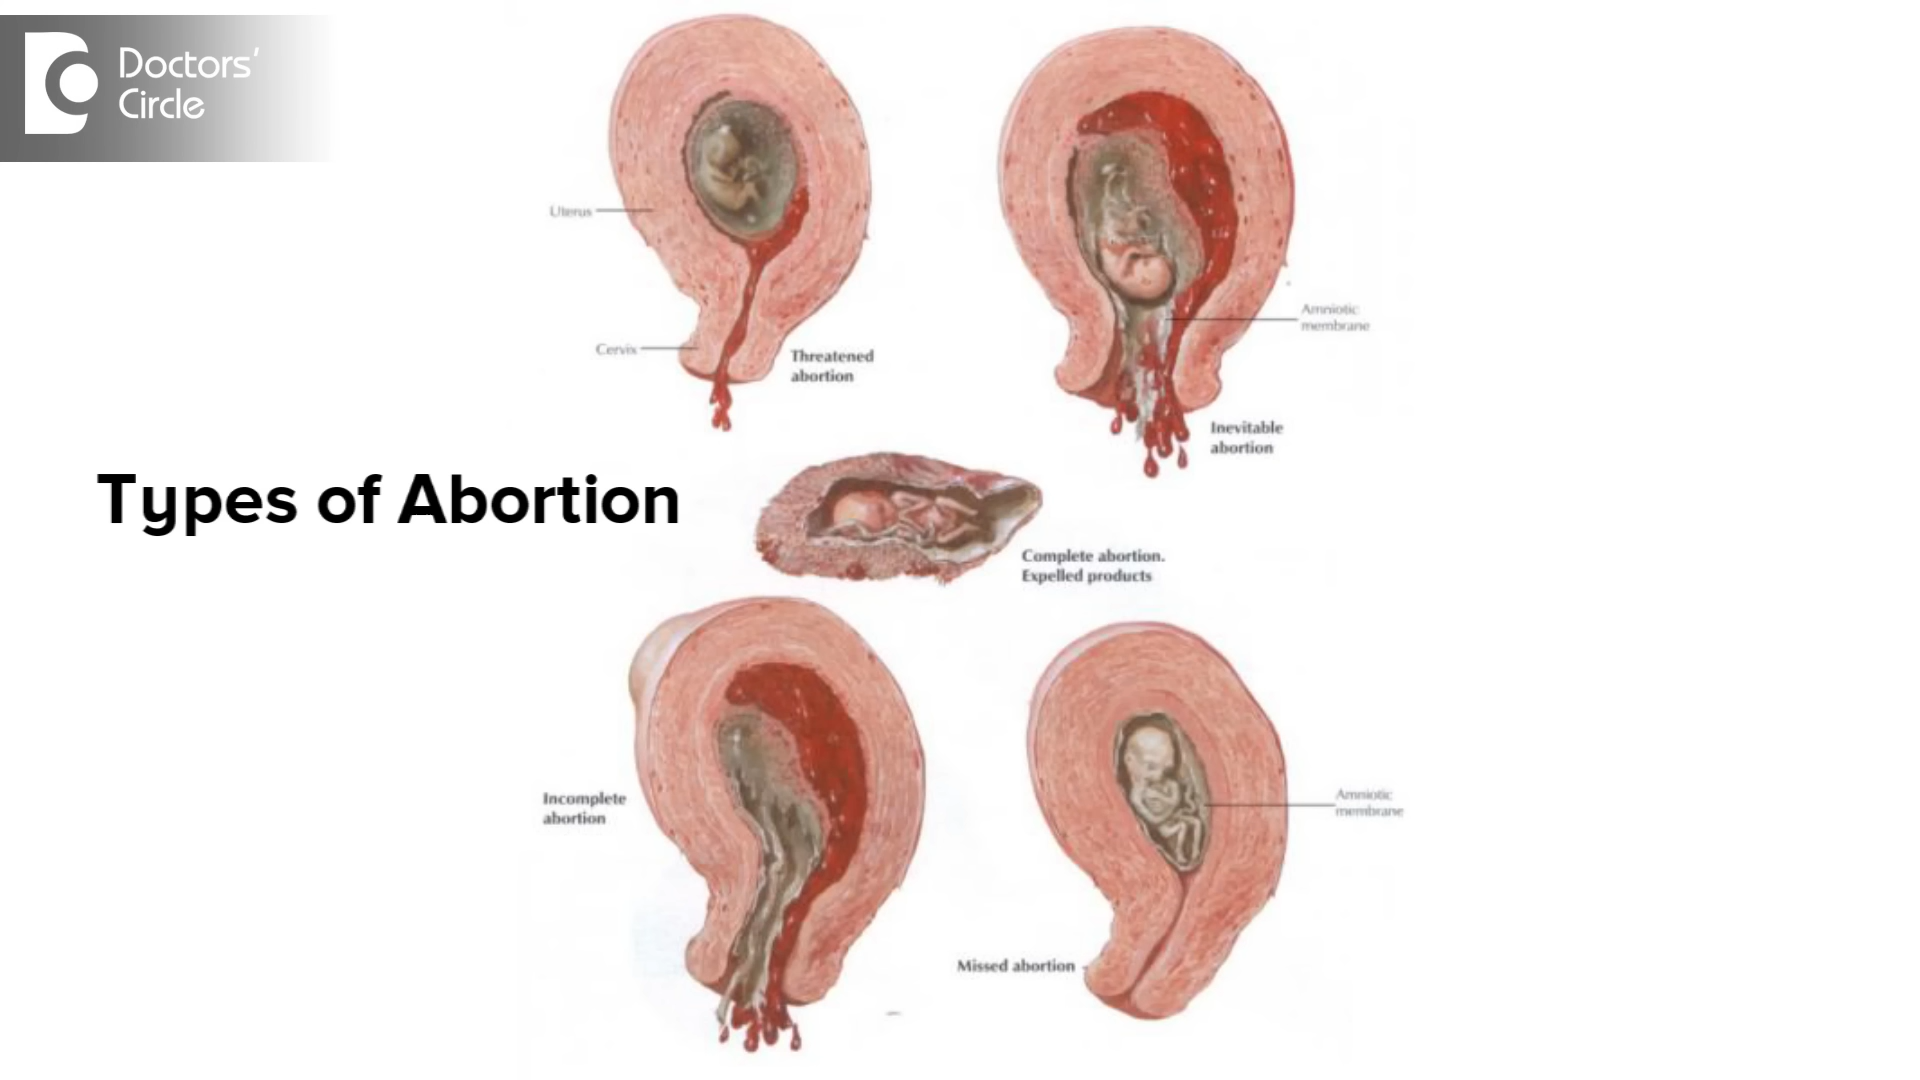 Doctors'
Circle
Uterus
Cervix
Threatened
abortion
Amniotic
membrane
Inevitable
abortion
Types of Abortion
Complete abortion.
Expelled products
Incomplete
abortion
Amniotic
membrane
Missed abortion